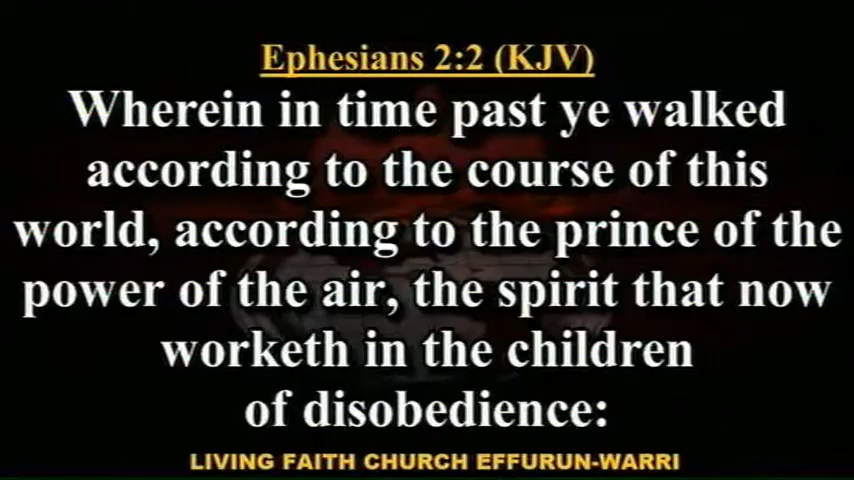 Ephesians 2:2 (KJV)
Wherein in time past ye walked
according to the course of this
world, according to the prince of the
power of the air, the spirit that now
worketh in the children
of disobedience:
LIVING FAITH CHURCH EFFURUN-WARRI